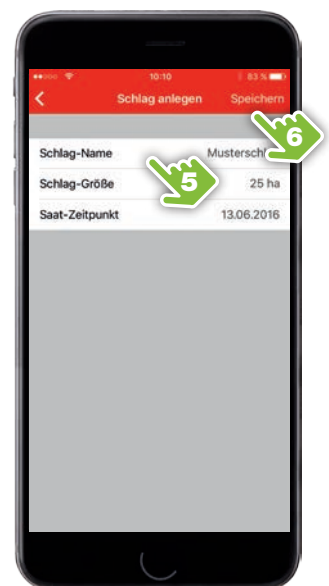 10:10 83 %
Schlag anlegen Speichern
6
Schlag-Name
5
Schlag-Größe 25 ha
Saat-Zeitpunkt 13.06.2016